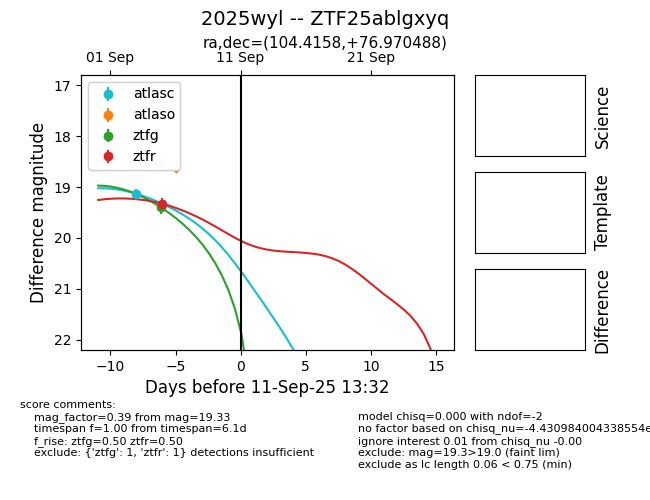 2025wyl -- ZTF25ablgxyq
ra,dec=(104.4158,+76.970488)
01 Sep 11 Sep 21 Sep
17
18
19
20
21
22
Difference magnitude
atlasc
atlaso
ztfg
ztfr
−10 −5 0 5 10 15
Days before 11-Sep-25 13:32
Science
Template
Difference
score comments:
mag_factor=0.39 from mag=19.33
timespan f=1.00 from timespan=6.1d
f_rise: ztfg=0.50 ztfr=0.50
exclude: {'ztfg': 1, 'ztfr': 1} detections insufficient
model chisq=0.000 with ndof=-2
no factor based on chisq_nu=-4.430984004338554e
ignore interest 0.01 from chisq_nu -0.00
exclude: mag=19.3>19.0 (faint lim)
exclude as lc length 0.06 < 0.75 (min)